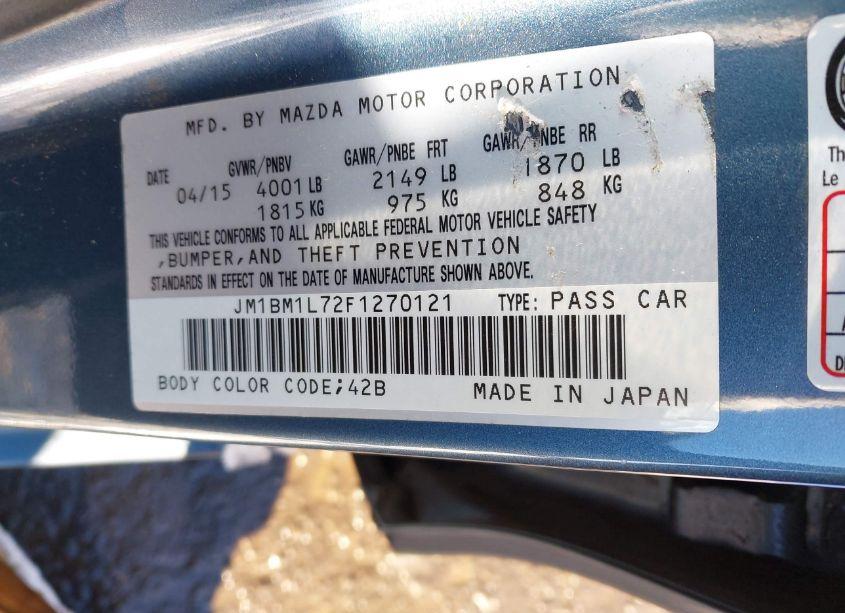 MFD. BY MAZDA MOTOR CORPORATION
DATE GVWR/PNBV GAWR/PNBE FRT GAWR/PNBE RR
04/15 4001 LB 2149 LB 1870 LB
1815 KG 975 KG 848 KG
THIS VEHICLE CONFORMS TO ALL APPLICABLE FEDERAL MOTOR VEHICLE SAFETY
,BUMPER,AND THEFT PREVENTION
STANDARDS IN EFFECT ON THE DATE OF MANUFACTURE SHOWN ABOVE.
JM1BM1L72F1270121 TYPE: PASS CAR
BODY COLOR CODE;42B MADE IN JAPAN
Th
Le